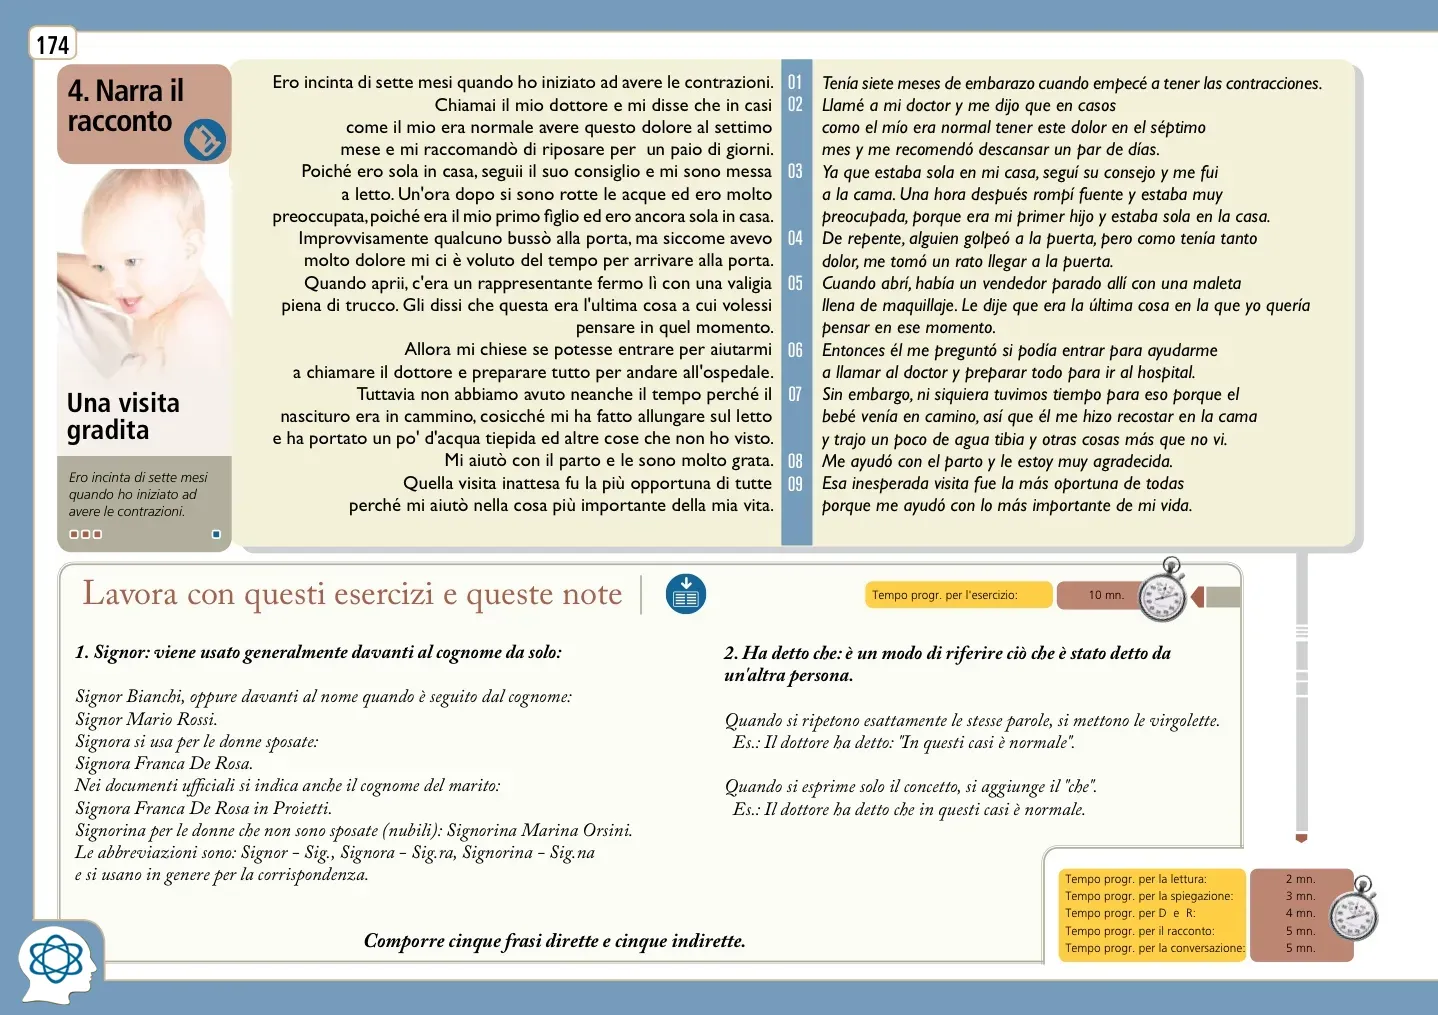 174
4. Narra il
racconto
Una visita
gradita
Ero incinta di sette mesi
quando ho iniziato ad
avere le contrazioni.
Ero incinta di sette mesi quando ho iniziato ad avere le contrazioni.
Chiamai il mio dottore e mi disse che in casi
come il mio era normale avere questo dolore al settimo
mese e mi raccomandò di riposare per un paio di giorni.
Poiché ero sola in casa, seguii il suo consiglio e mi sono messa
a letto. Un'ora dopo si sono rotte le acque ed ero molto
preoccupata, poiché era il mio primo figlio ed ero ancora sola in casa.
Improvvisamente qualcuno bussò alla porta, ma siccome avevo
molto dolore mi ci è voluto del tempo per arrivare alla porta.
Quando aprii, c'era un rappresentante fermo lì con una valigia
piena di trucco. Gli dissi che questa era l'ultima cosa a cui volessi
pensare in quel momento.
Allora mi chiese se potesse entrare per aiutarmi
a chiamare il dottore e preparare tutto per andare all'ospedale.
Tuttavia non abbiamo avuto neanche il tempo perché il
nascituro era in cammino, cosicché mi ha fatto allungare sul letto
e ha portato un po' d'acqua tiepida ed altre cose che non ho visto.
Mi aiutò con il parto e le sono molto grata.
Quella visita inattesa fu la più opportuna di tutte
perché mi aiutò nella cosa più importante della mia vita.
01
02
03
04
05
06
07
08
09
Tenía siete meses de embarazo cuando empecé a tener las contracciones.
Llamé a mi doctor y me dijo que en casos
como el mío era normal tener este dolor en el séptimo
mes y me recomendó descansar un par de días.
Ya que estaba sola en mi casa, seguí su consejo y me fui
a la cama. Una hora después rompí fuente y estaba muy
preocupada, porque era mi primer hijo y estaba sola en la casa.
De repente, alguien golpeó a la puerta, pero como tenía tanto
dolor, me tomó un rato llegar a la puerta.
Cuando abrí, había un vendedor parado allí con una maleta
llena de maquillaje. Le dije que era la última cosa en la que yo quería
pensar en ese momento.
Entonces él me preguntó si podía entrar para ayudarme
a llamar al doctor y preparar todo para ir al hospital.
Sin embargo, ni siquiera tuvimos tiempo para eso porque el
bebé venía en camino, así que él me hizo recostar en la cama
y trajo un poco de agua tibia y otras cosas más que no vi.
Me ayudó con el parto y le estoy muy agradecida.
Esa inesperada visita fue la más oportuna de todas
porque me ayudó con lo más importante de mi vida.
Lavora con questi esercizi e queste note
Tempo progr. per l'esercizio: 10 mn.
1. Signor: viene usato generalmente davanti al cognome da solo:
Signor Bianchi, oppure davanti al nome quando è seguito dal cognome:
Signor Mario Rossi.
Signora si usa per le donne sposate:
Signora Franca De Rosa.
Nei documenti ufficiali si indica anche il cognome del marito:
Signora Franca De Rosa in Proietti.
Signorina per le donne che non sono sposate (nubili): Signorina Marina Orsini.
Le abbreviazioni sono: Signor - Sig., Signora - Sig.ra, Signorina - Sig.na
e si usano in genere per la corrispondenza.
2. Ha detto che: è un modo di riferire ciò che è stato detto da
un'altra persona.
Quando si ripetono esattamente le stesse parole, si mettono le virgolette.
Es.: Il dottore ha detto: "In questi casi è normale".
Quando si esprime solo il concetto, si aggiunge il "che".
Es.: Il dottore ha detto che in questi casi è normale.
Comporre cinque frasi dirette e cinque indirette.
Tempo progr. per la lettura: 2 mn.
Tempo progr. per la spiegazione: 3 mn.
Tempo progr. per D e R: 4 mn.
Tempo progr. per il racconto: 5 mn.
Tempo progr. per la conversazione: 5 mn.